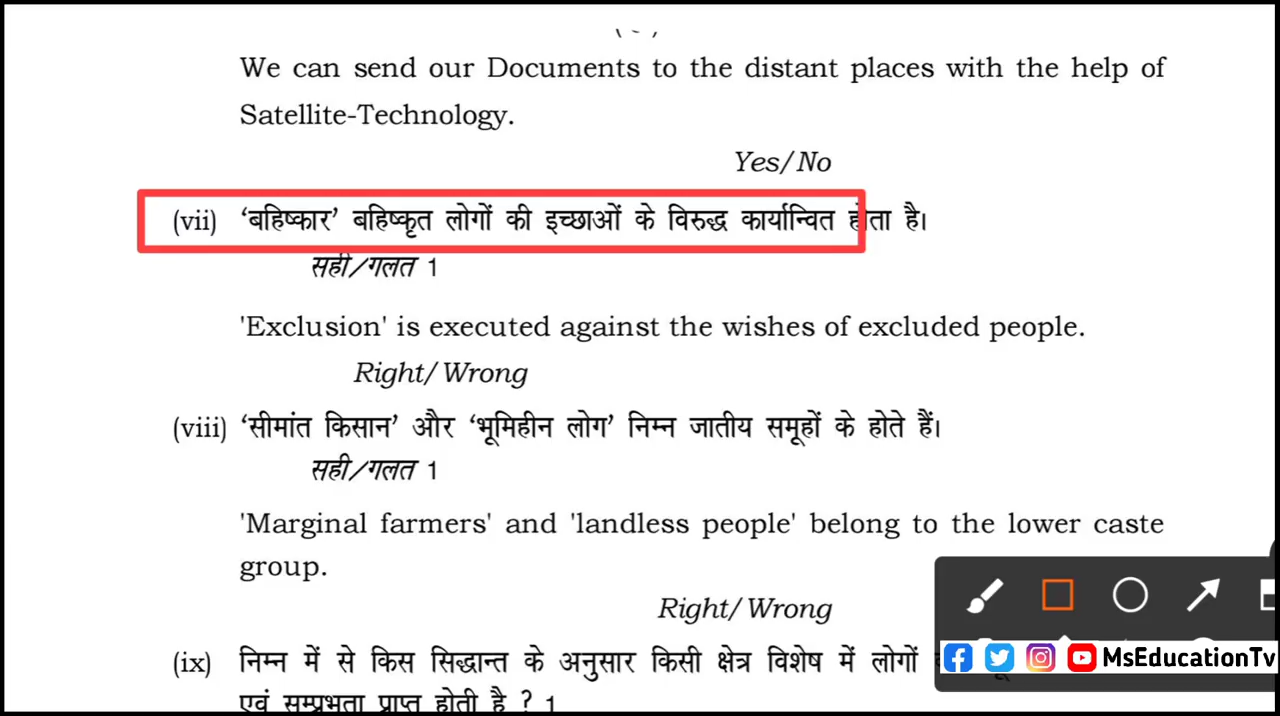 We can send our Documents to the distant places with the help of
Satellite-Technology.
Yes/No
(vii) ‘बहिष्कार’ बहिष्कृत लोगों की इच्छाओं के विरुद्ध कार्यान्वित होता है।
सही/गलत 1
'Exclusion' is executed against the wishes of excluded people.
Right/Wrong
(viii) ‘सीमांत किसान’ और ‘भूमिहीन लोग’ निम्न जातीय समूहों के होते हैं।
सही/गलत 1
'Marginal farmers' and 'landless people' belong to the lower caste
group.
Right/Wrong
(ix) निम्न में से किस सिद्धान्त के अनुसार किसी क्षेत्र विशेष में लोगों
MsEducationTv
एवं सम्प्रभुता प्राप्त होती है ? 1